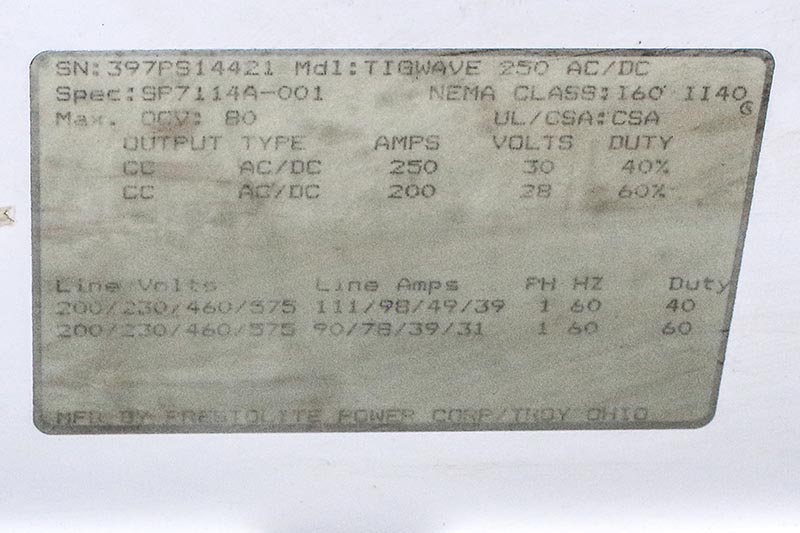 SN:397PS14421 Mdl:TIGWAVE 250 AC/DC
Spec:SP7114A-001 NEMA CLASS:I60 II40
Max. OCV: 80 UL/CSA:CSA
OUTPUT TYPE AMPS VOLTS DUTY
CC AC/DC 250 30 40%
CC AC/DC 200 28 60%
Line Volts Line Amps PH HZ Duty
200/230/460/575 111/98/49/39 1 60 40
200/230/460/575 90/78/39/31 1 60 60
MFR BY PRESTOLITE POWER CORP/TROY OHIO